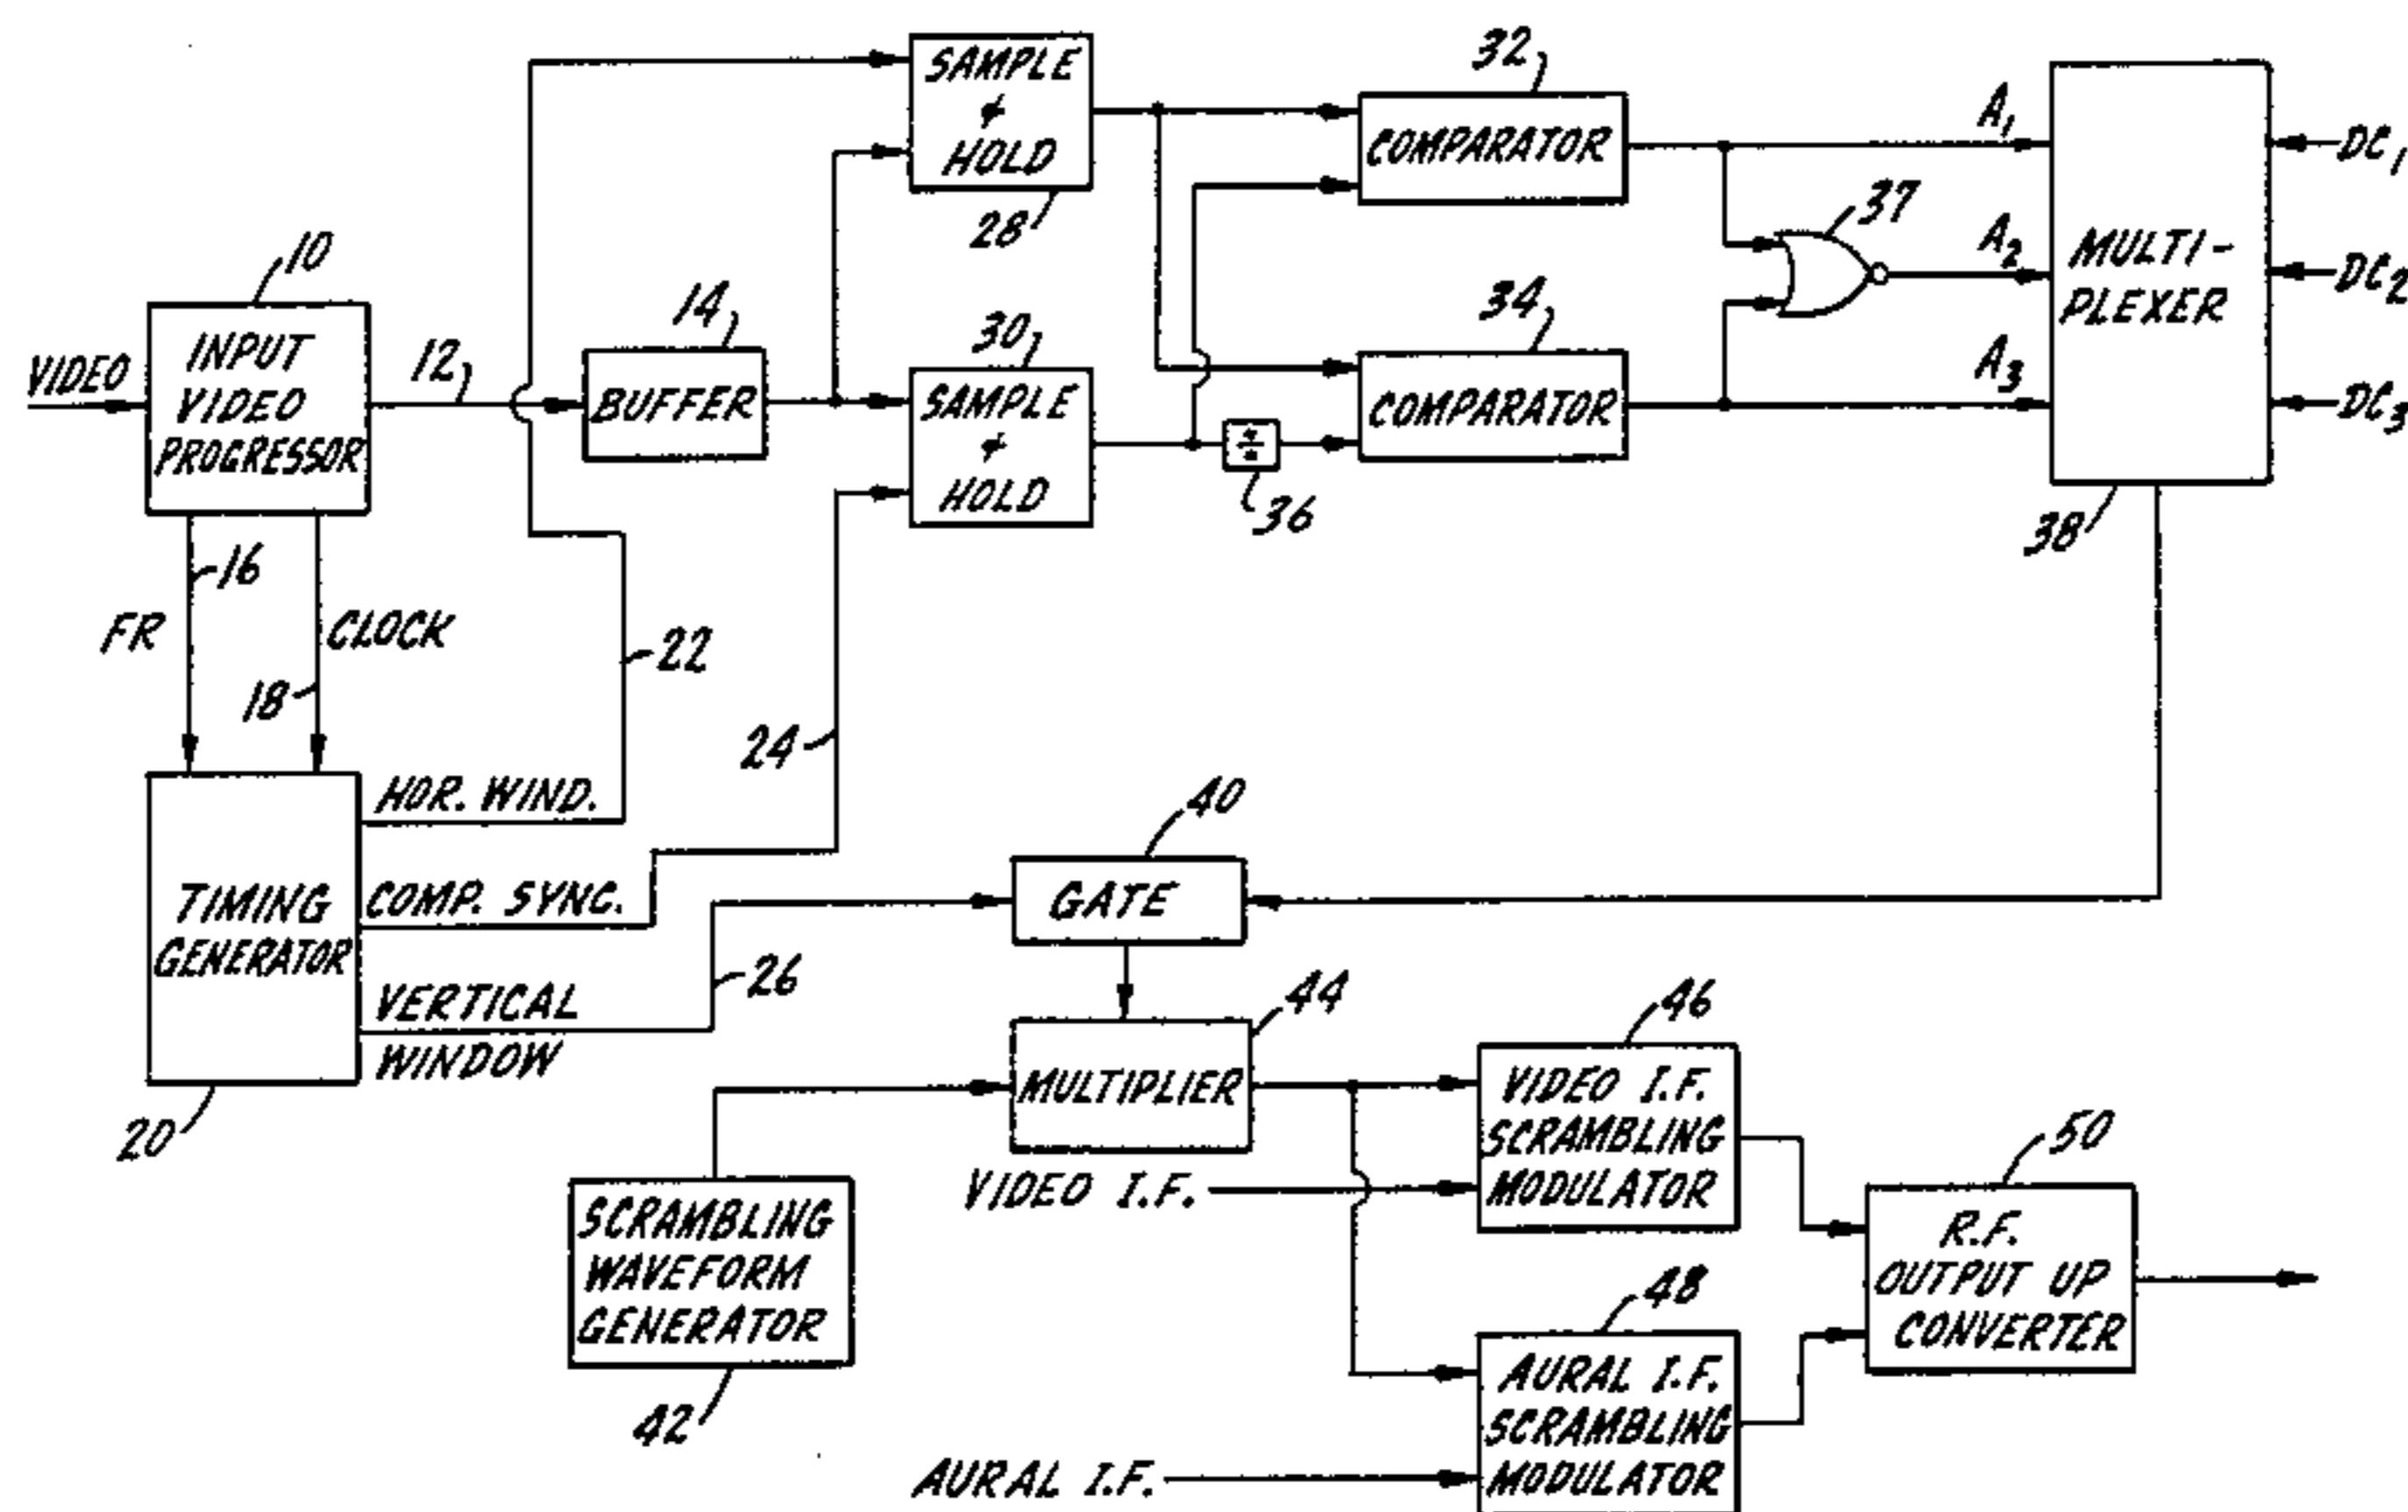 VIDEO
10
INPUT
VIDEO
PROGRESSOR
12
14
BUFFER
16
FR
CLOCK
18
20
TIMING
GENERATOR
HOR. WIND.
22
COMP. SYNC.
24
VERTICAL
WINDOW
26
SAMPLE
&
HOLD
28
30
SAMPLE
&
HOLD
32
COMPARATOR
34
COMPARATOR
÷
36
37
A1
A2
A3
MULTI-
PLEXER
38
DC1
DC2
DC3
40
GATE
44
MULTIPLIER
SCRAMBLING
WAVEFORM
GENERATOR
42
VIDEO I.F.
46
VIDEO I.F.
SCRAMBLING
MODULATOR
48
AURAL I.F.
SCRAMBLING
MODULATOR
AURAL I.F.
50
R.F.
OUTPUT UP
CONVERTER